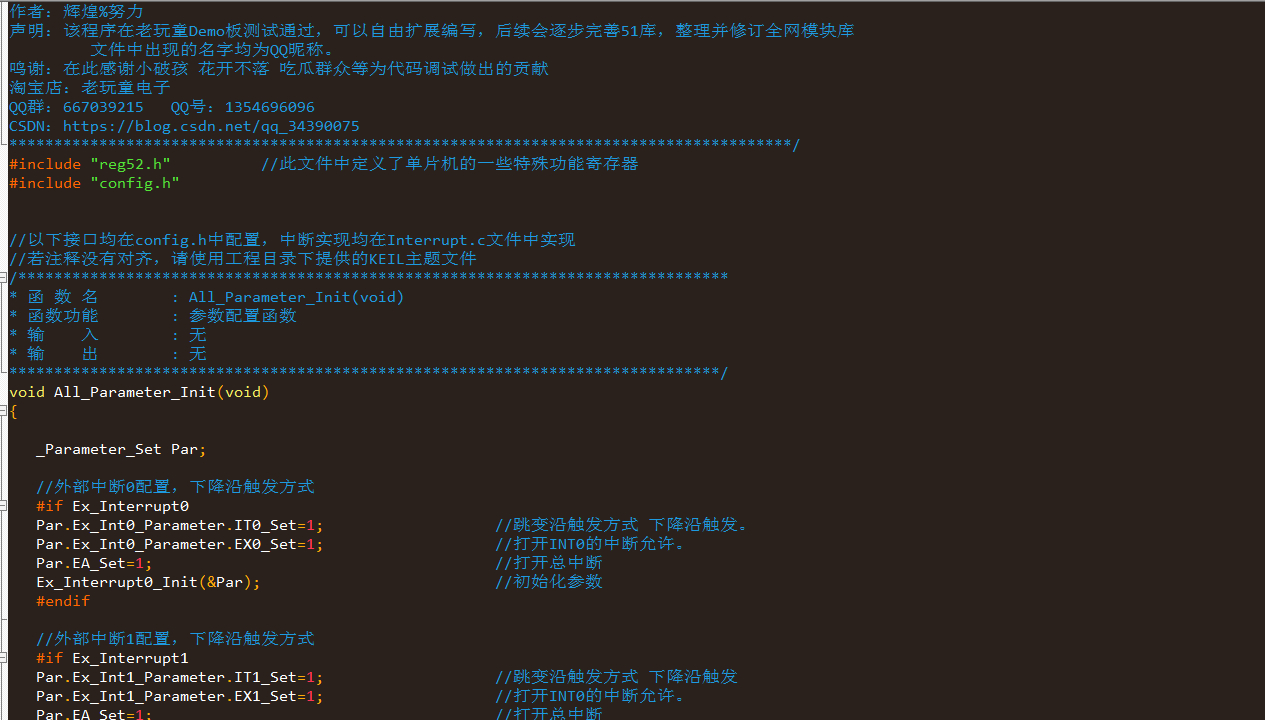 作者: 辉煌%努力
声明: 该程序在老玩童Demo板测试通过, 可以自由扩展编写, 后续会逐步完善51库, 整理并修订全网模块库
文件中出现的名字均为QQ昵称。
鸣谢: 在此感谢小破孩 花开不落 吃瓜群众等为代码调试做出的贡献
淘宝店: 老玩童电子
QQ群: 667039215   QQ号: 1354696096
CSDN: https://blog.csdn.net/qq_34390075
***************************************************************************************/
#include "reg52.h"          //此文件中定义了单片机的一些特殊功能寄存器
#include "config.h"
//以下接口均在config.h中配置, 中断实现均在Interrupt.c文件中实现
//若注释没有对齐, 请使用工程目录下提供的KEIL主题文件
/*******************************************************************************
* 函 数 名        : All_Parameter_Init(void)
* 函数功能        : 参数配置函数
* 输    入        : 无
* 输    出        : 无
*******************************************************************************/
void All_Parameter_Init(void)
{
_Parameter_Set Par;
//外部中断0配置, 下降沿触发方式
#if Ex_Interrupt0
Par.Ex_Int0_Parameter.IT0_Set=1;                   //跳变沿触发方式 下降沿触发。
Par.Ex_Int0_Parameter.EX0_Set=1;                   //打开INT0的中断允许。
Par.EA_Set=1;                                      //打开总中断
Ex_Interrupt0_Init(&Par);                          //初始化参数
#endif
//外部中断1配置, 下降沿触发方式
#if Ex_Interrupt1
Par.Ex_Int1_Parameter.IT1_Set=1;                   //跳变沿触发方式 下降沿触发
Par.Ex_Int1_Parameter.EX1_Set=1;                   //打开INT0的中断允许。
Par.EA_Set=1;                                      //打开总中断